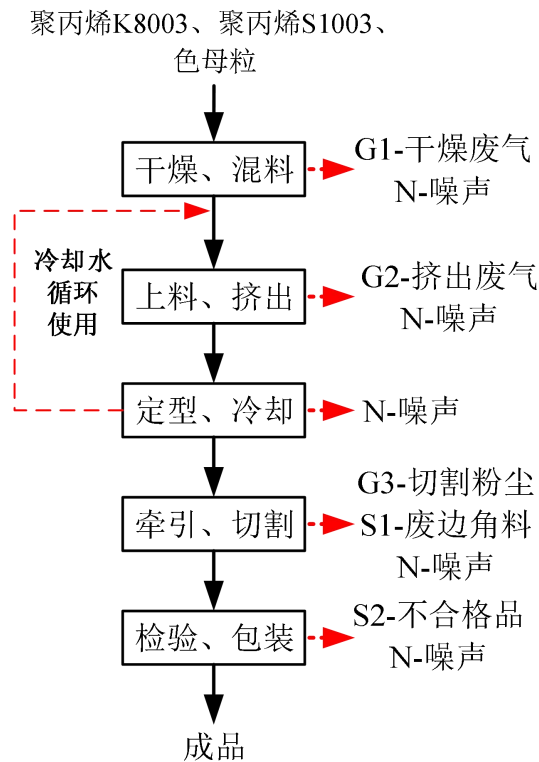 聚丙烯K8003、聚丙烯S1003、
色母粒
干燥、混料
G1-干燥废气
N-噪声
冷却水
循环
使用
上料、挤出
G2-挤出废气
N-噪声
定型、冷却
N-噪声
牵引、切割
G3-切割粉尘
S1-废边角料
N-噪声
检验、包装
S2-不合格品
N-噪声
成品